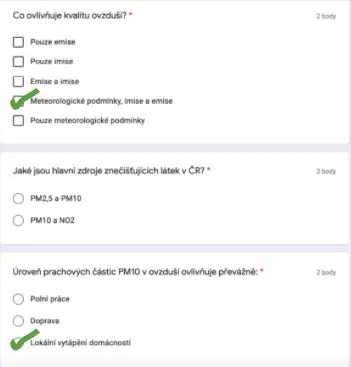 Co ovlivňuje kvalitu ovzduší? *
2 body
Pouze emise
Pouze imise
Emise a imise
Meteorologické podmínky, imise a emise
Pouze meteorologické podmínky
Jaké jsou hlavní zdroje znečišťujících látek v ČR? *
2 body
PM2,5 a PM10
PM10 a NO2
Úroveň prachových částic PM10 v ovzduší ovlivňuje převážně: *
2 body
Polní práce
Doprava
Lokální vytápění domácností